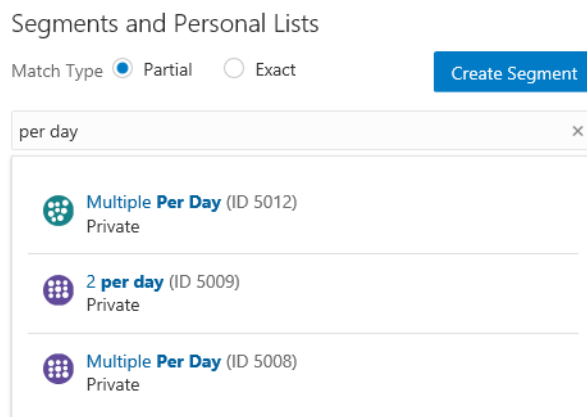 Segments and Personal Lists
Match Type Partial Exact
Create Segment
per day
Multiple Per Day (ID 5012)
Private
2 per day (ID 5009)
Private
Multiple Per Day (ID 5008)
Private